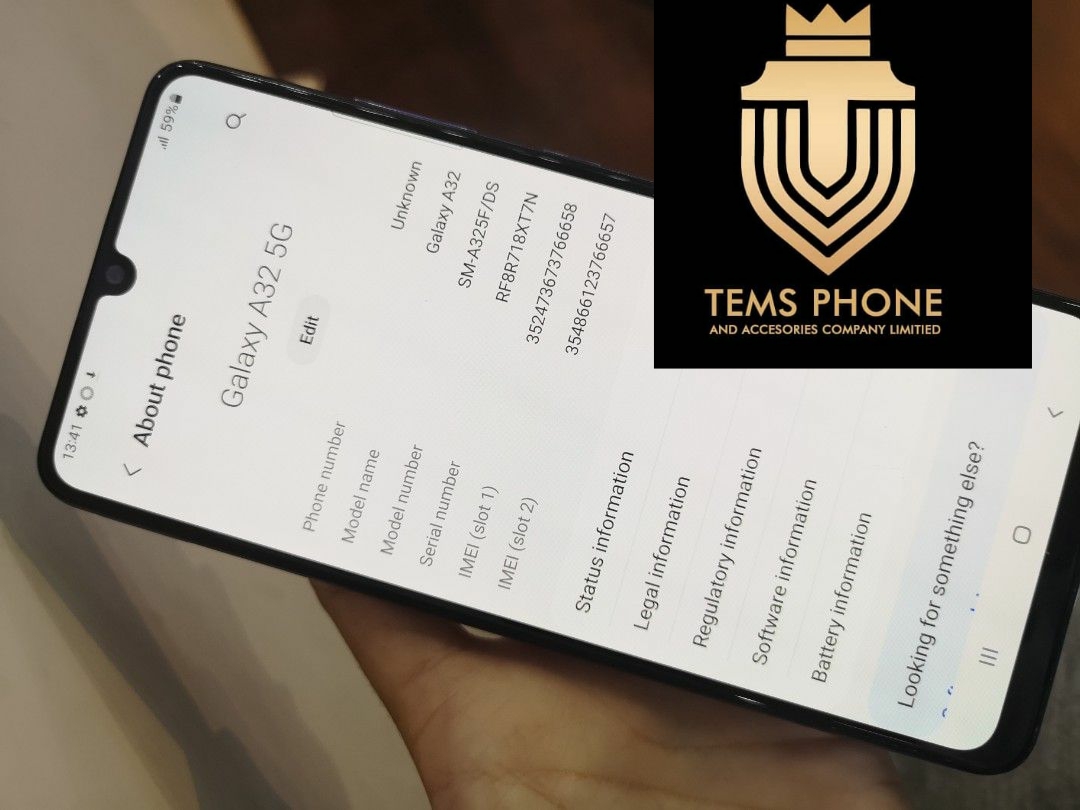 13:41
59%
About phone
Galaxy A32 5G
Edit
Phone number Unknown
Model name Galaxy A32
Model number SM-A325F/DS
Serial number RF8R718XT7N
IMEI (slot 1) 352473673766658
IMEI (slot 2) 354866123766657
Status information
Legal information
Regulatory information
Software information
Battery information
Looking for something else?
TEMS PHONE
AND ACCESORIES COMPANY LIMITIED